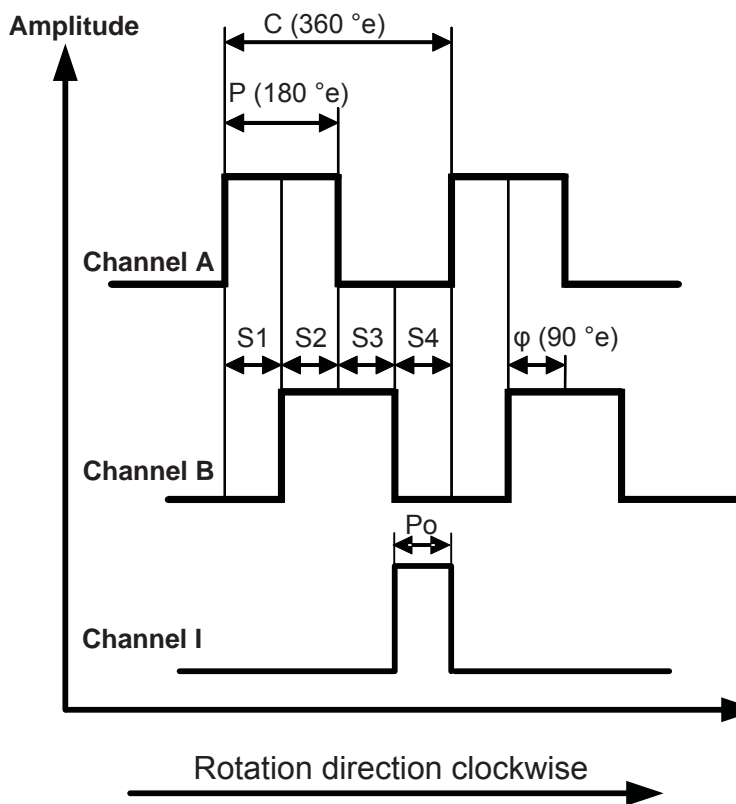 Amplitude
C (360 °e)
P (180 °e)
Channel A
S1 S2 S3 S4 φ (90 °e)
Channel B
Po
Channel I
Rotation direction clockwise